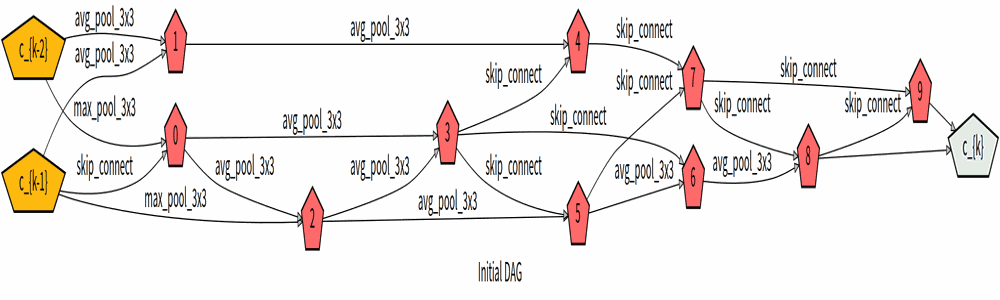 avg_pool_3x3
c_{k-2}
1
avg_pool_3x3
4
skip_connect
avg_pool_3x3
skip_connect
skip_connect
7
skip_connect
9
max_pool_3x3
skip_connect
skip_connect
0
avg_pool_3x3
3
skip_connect
c_{k}
c_{k-1}
skip_connect
avg_pool_3x3
avg_pool_3x3
skip_connect
avg_pool_3x3
6
avg_pool_3x3
8
max_pool_3x3
2
avg_pool_3x3
5
Initial DAG